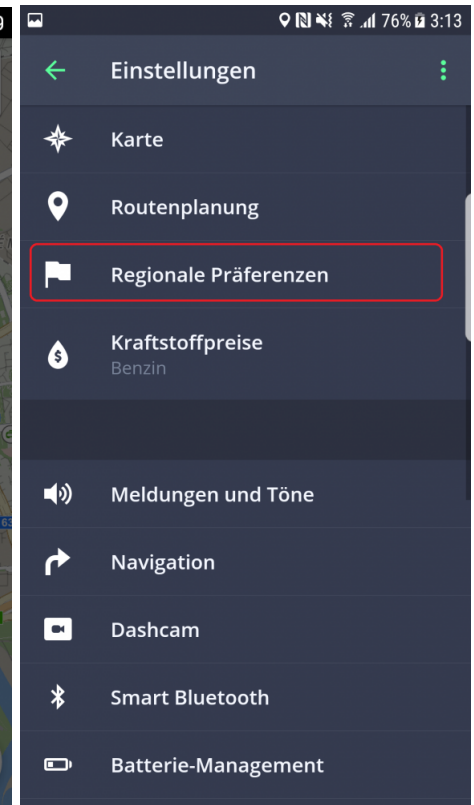 76% 3:13
Einstellungen
Karte
Routenplanung
Regionale Präferenzen
Kraftstoffpreise
Benzin
Meldungen und Töne
Navigation
Dashcam
Smart Bluetooth
Batterie-Management